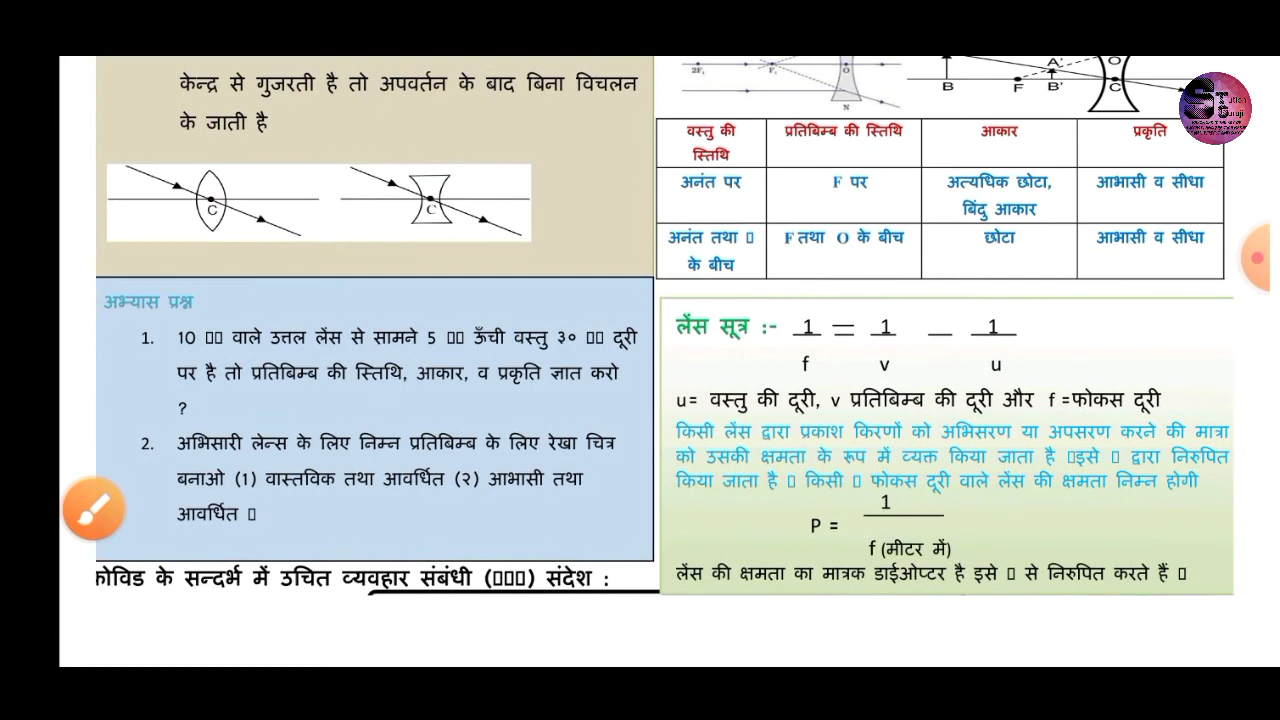 केन्द्र से गुजरती है तो अपवर्तन के बाद बिना विचलन
के जाती है
C
C
अभ्यास प्रश्न
1. 10 ▯▯ वाले उत्तल लेंस से सामने 5 ▯▯ ऊँची वस्तु ३० ▯▯ दूरी
पर है तो प्रतिबिम्ब की स्तिथि, आकार, व प्रकृति ज्ञात करो
?
2. अभिसारी लेन्स के लिए निम्न प्रतिबिम्ब के लिए रेखा चित्र
बनाओ (1) वास्तविक तथा आवर्धित (२) आभासी तथा
आवर्धित ▯
कोविड के सन्दर्भ में उचित व्यवहार संबंधी (▯▯▯) संदेश :
2F₁ F₁ O
N
A' O
B F B' C
वस्तु की प्रतिबिम्ब की स्तिथि आकार प्रकृति
स्तिथि
अनंत पर F पर अत्यधिक छोटा, आभासी व सीधा
बिंदु आकार
अनंत तथा ▯ F तथा O के बीच छोटा आभासी व सीधा
के बीच
लेंस सूत्र :- 1 = 1 — 1
f v u
u= वस्तु की दूरी, v प्रतिबिम्ब की दूरी और f =फोकस दूरी
किसी लेंस द्वारा प्रकाश किरणों को अभिसरण या अपसरण करने की मात्रा
को उसकी क्षमता के रूप में व्यक्त किया जाता है ▯इसे ▯ द्वारा निरुपित
किया जाता है ▯ किसी ▯ फोकस दूरी वाले लेंस की क्षमता निम्न होगी
1
P =
f (मीटर में)
लेंस की क्षमता का मात्रक डाईओप्टर है इसे ▯ से निरुपित करते हैं ▯